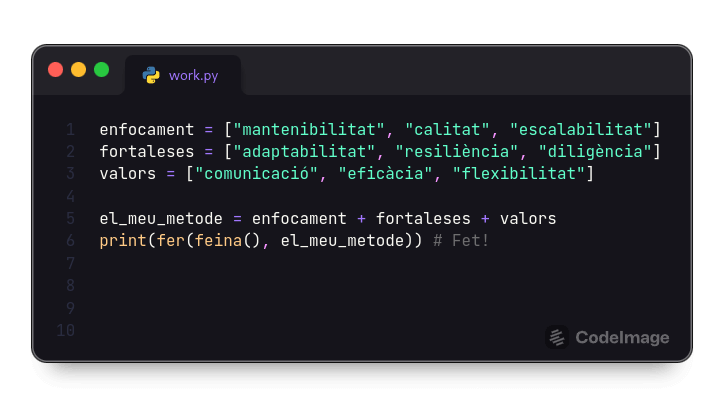 work.py
1 enfocament = ["mantenibilitat", "calitat", "escalabilitat"]
2 fortaleses = ["adaptabilitat", "resiliència", "diligència"]
3 valors = ["comunicació", "eficàcia", "flexibilitat"]
4
5 el_meu_metode = enfocament + fortaleses + valors
6 print(fer(feina(), el_meu_metode)) # Fet!
7
8
9
10
CodeImage